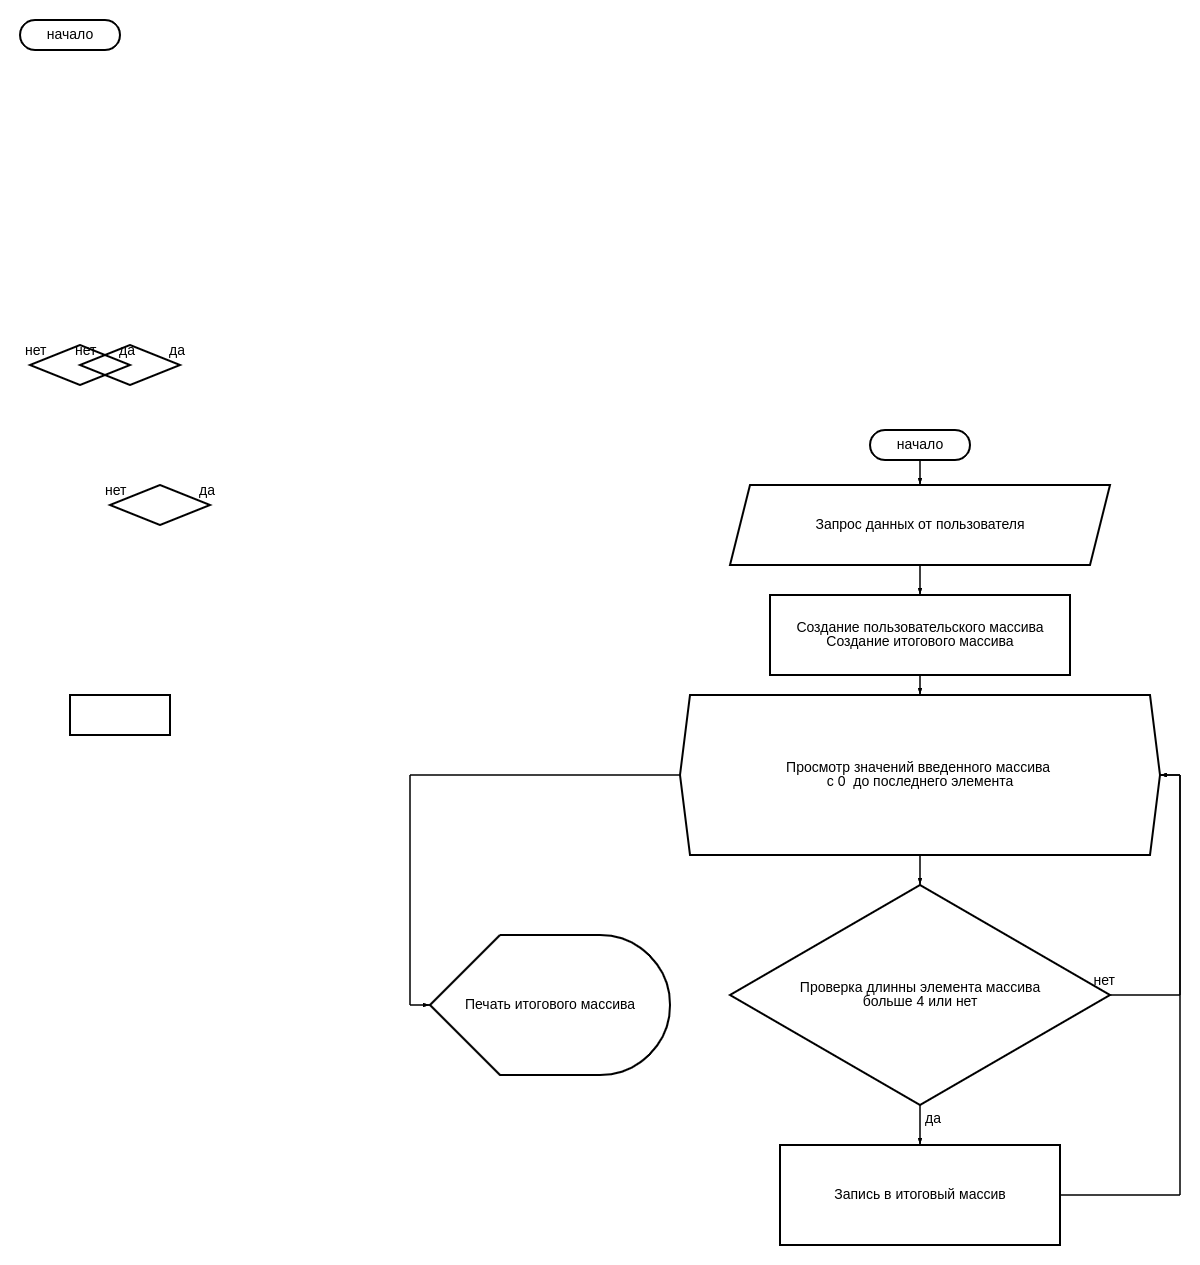 начало
нет
нет
да
да
начало
нет
да
Запрос данных от пользователя
Создание пользовательского массива
Создание итогового массива
Просмотр значений введенного массива
с 0  до последнего элемента
нет
Проверка длинны элемента массива
больше 4 или нет
Печать итогового массива
да
Запись в итоговый массив